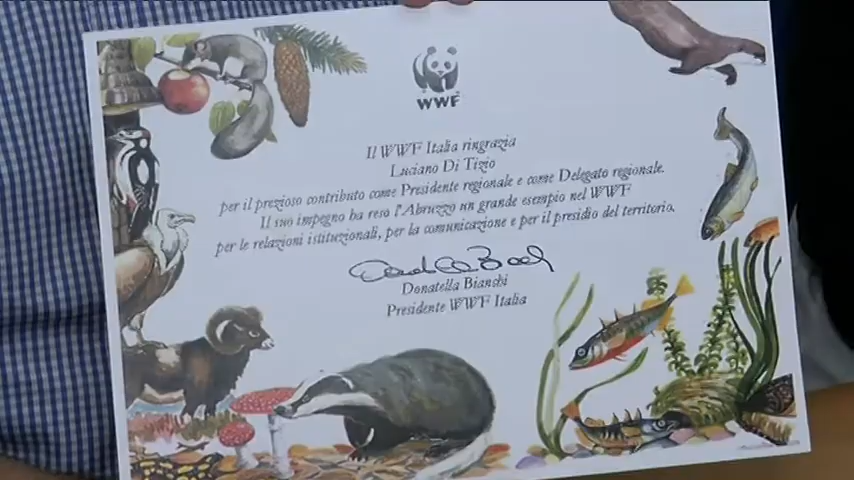 WWF
Il WWF Italia ringrazia
Luciano Di Tizio
per il prezioso contributo come Presidente regionale e come Delegato regionale.
Il suo impegno ha reso l'Abruzzo un grande esempio nel WWF
per le relazioni istituzionali, per la comunicazione e per il presidio del territorio.
Donatella Bianchi
Presidente WWF Italia